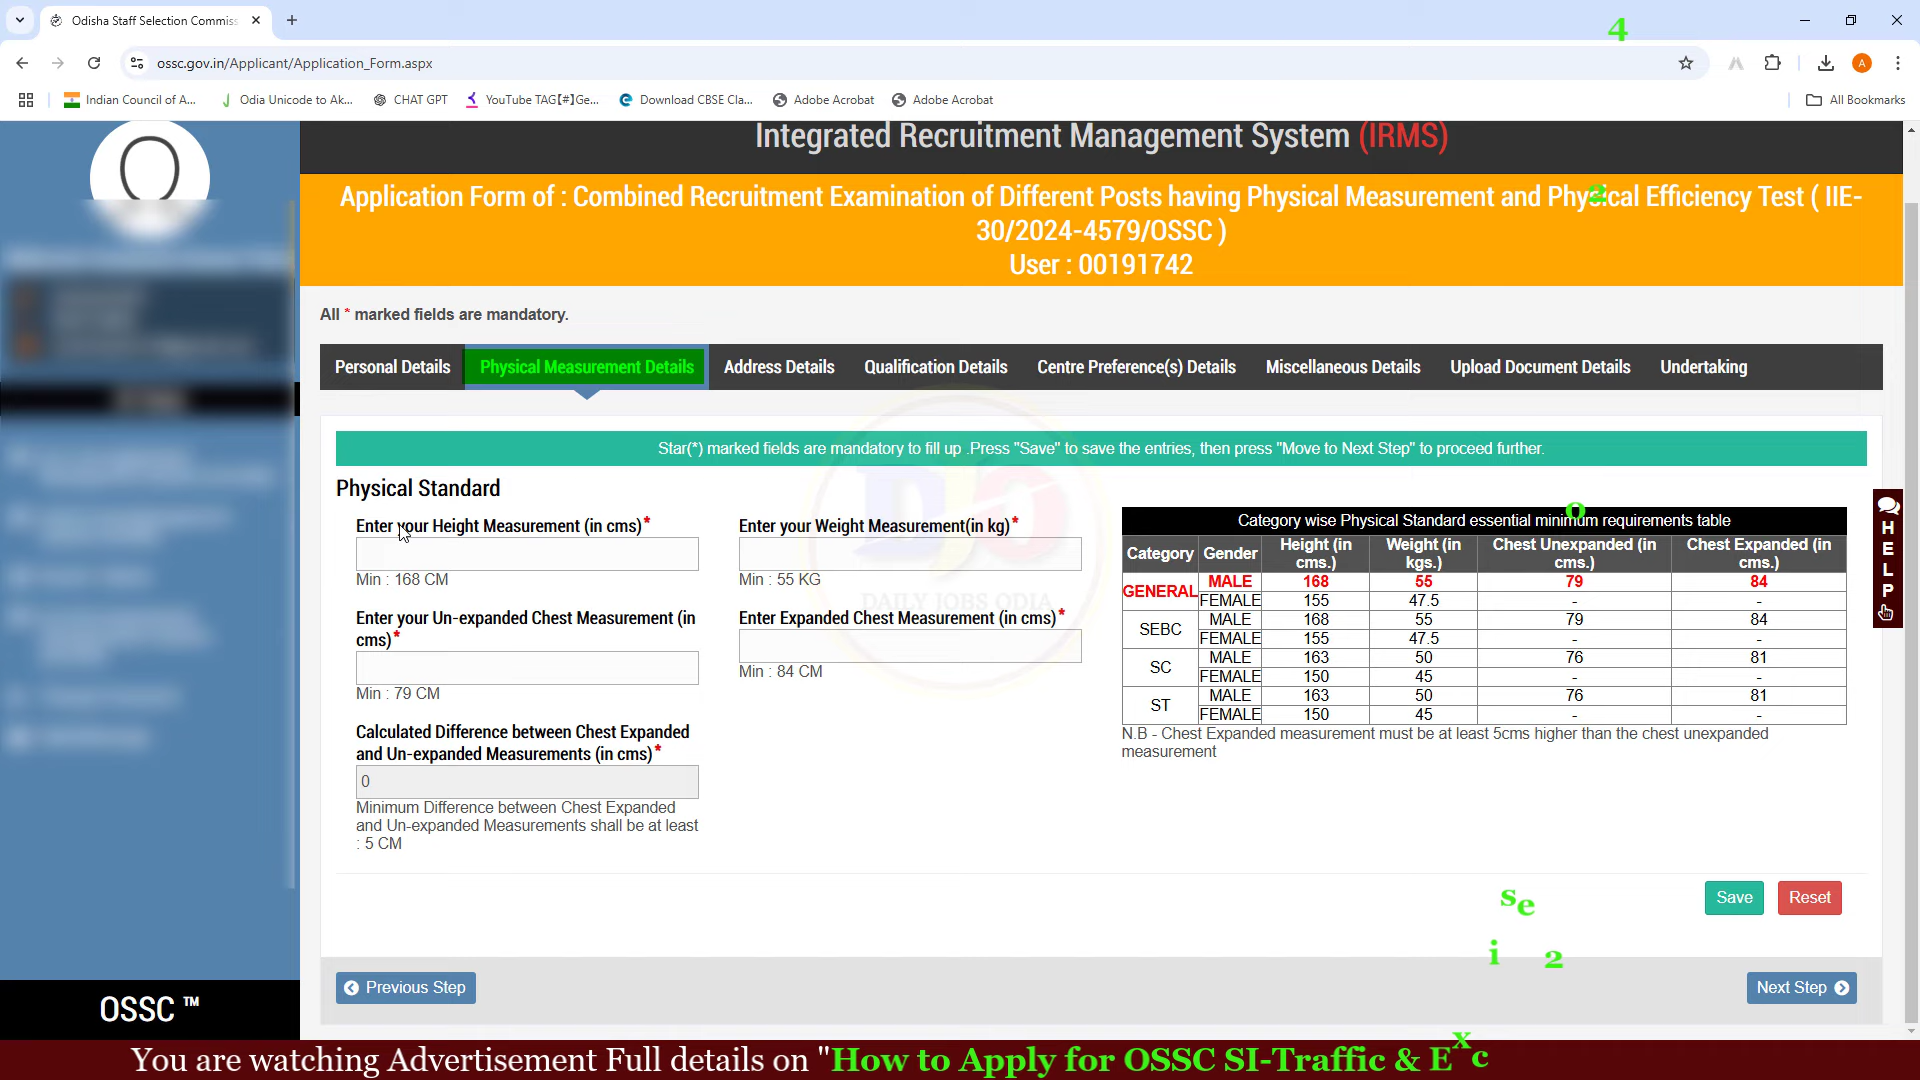 Odisha Staff Selection Commiss
ossc.gov.in/Applicant/Application_Form.aspx
Indian Council of A...
Odia Unicode to Ak...
CHAT GPT
YouTube TAG【#】Ge...
Download CBSE Cla...
Adobe Acrobat
Adobe Acrobat
All Bookmarks
A
4
Integrated Recruitment Management System (IRMS)
Application Form of : Combined Recruitment Examination of Different Posts having Physical Measurement and Physical Efficiency Test ( IIE-
30/2024-4579/OSSC )
User : 00191742
2
All * marked fields are mandatory.
Personal Details
Physical Measurement Details
Address Details
Qualification Details
Centre Preference(s) Details
Miscellaneous Details
Upload Document Details
Undertaking
Star(*) marked fields are mandatory to fill up .Press "Save" to save the entries, then press "Move to Next Step" to proceed further.
Physical Standard
Enter your Height Measurement (in cms)*
Min : 168 CM
Enter your Weight Measurement(in kg)*
Min : 55 KG
Enter your Un-expanded Chest Measurement (in
cms)*
Min : 79 CM
Enter Expanded Chest Measurement (in cms)*
Min : 84 CM
Calculated Difference between Chest Expanded
and Un-expanded Measurements (in cms)*
0
Minimum Difference between Chest Expanded
and Un-expanded Measurements shall be at least
: 5 CM
DAILY JOBS ODIA
Category wise Physical Standard essential minimum requirements table
o
Category Gender Height (in cms.) Weight (in kgs.) Chest Unexpanded (in cms.) Chest Expanded (in cms.)
GENERAL MALE 168 55 79 84
FEMALE 155 47.5 - -
SEBC MALE 168 55 79 84
FEMALE 155 47.5 - -
SC MALE 163 50 76 81
FEMALE 150 45 - -
ST MALE 163 50 76 81
FEMALE 150 45 - -
N.B - Chest Expanded measurement must be at least 5cms higher than the chest unexpanded
measurement
HELP
Save
Reset
s e
i 2
Previous Step
Next Step
OSSC ™
You are watching Advertisement Full details on "How to Apply for OSSC SI-Traffic & Exc